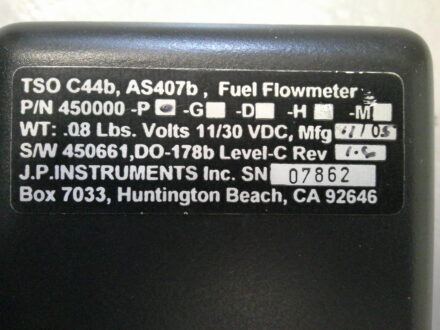 TSO C44b, AS407b, Fuel Flowmeter
P/N 450000 -P -G -D -H -M
WT: .08 Lbs. Volts 11/30 VDC, Mfg
S/W 450661,DO-178b Level-C Rev
J.P.INSTRUMENTS Inc. SN 07862
Box 7033, Huntington Beach, CA 92646